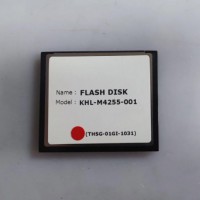 Name : FLASH DISK
Model : KHL-M4255-001
(THSG-01GI-1031)